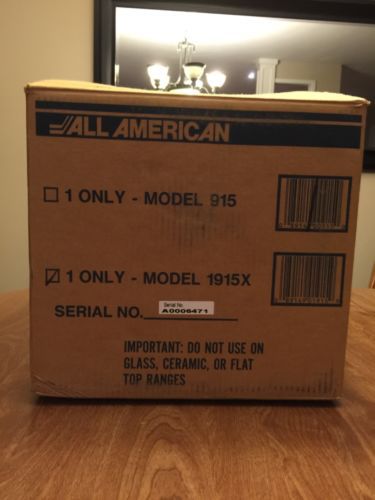 ALL AMERICAN
1 ONLY - MODEL 915
1 ONLY - MODEL 1915X
Serial No.
SERIAL NO. A0006471
IMPORTANT: DO NOT USE ON
GLASS, CERAMIC, OR FLAT
TOP RANGES